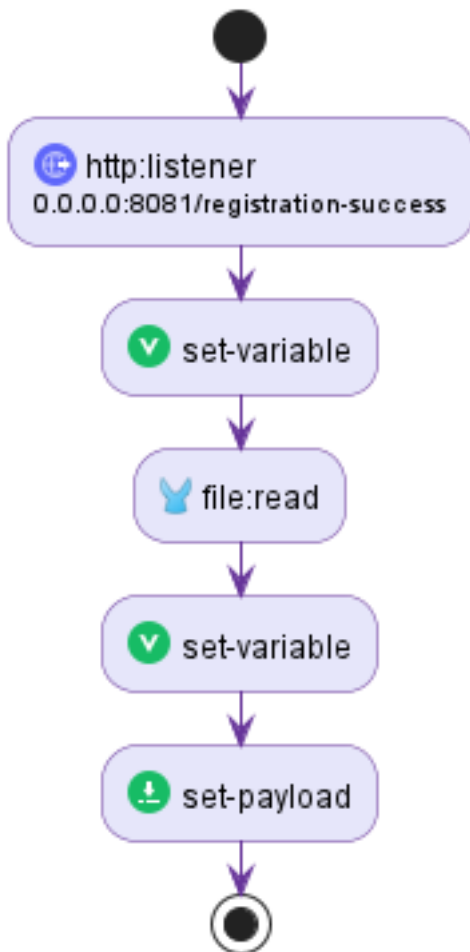 http:listener
0.0.0.0:8081/registration-success
set-variable
file:read
set-variable
set-payload